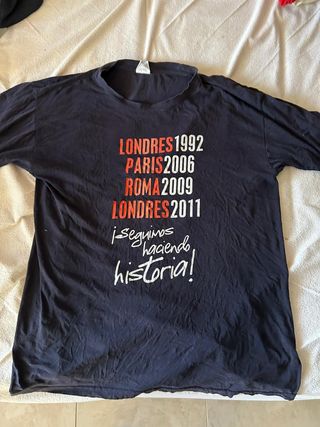 LONDRES1992
PARIS2006
ROMA2009
LONDRES2011
¡seguimos
haciendo
historia!